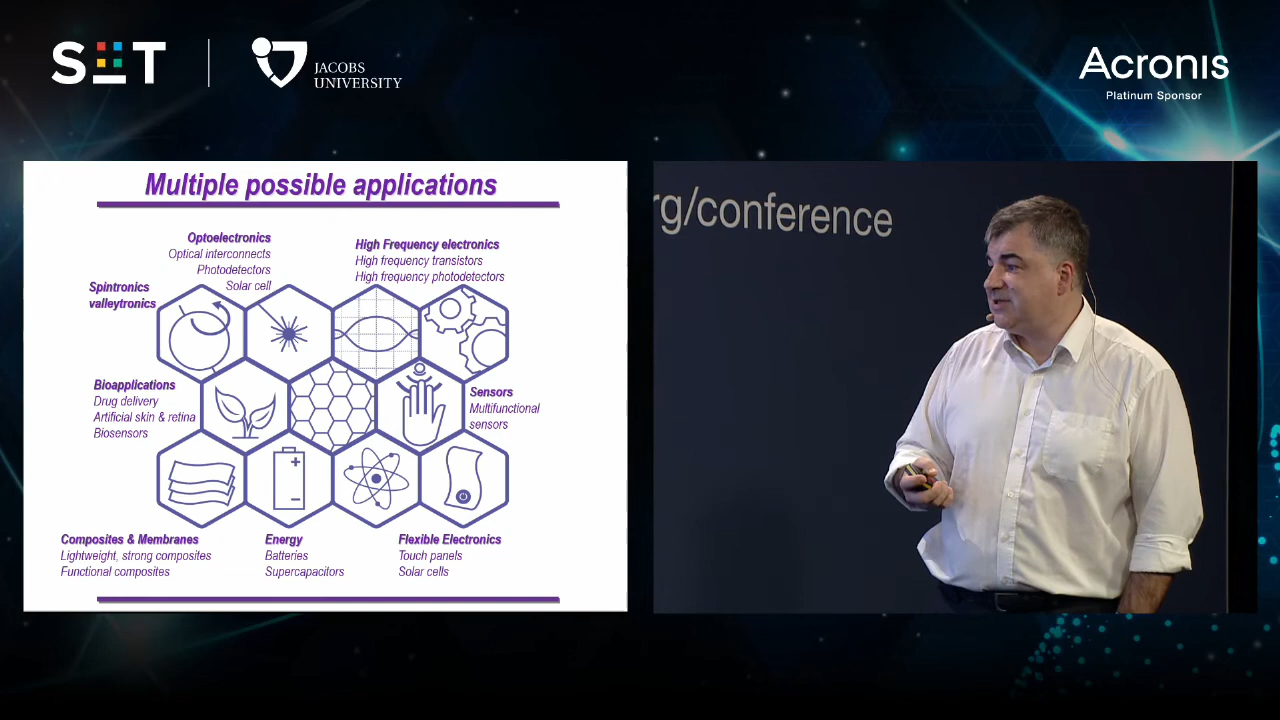 SET
JACOBS
UNIVERSITY
Acronis
Platinum Sponsor
Multiple possible applications
Optoelectronics
Optical interconnects
Photodetectors
Solar cell
High Frequency electronics
High frequency transistors
High frequency photodetectors
Spintronics
valleytronics
Bioapplications
Drug delivery
Artificial skin & retina
Biosensors
Sensors
Multifunctional
sensors
Composites & Membranes
Lightweight, strong composites
Functional composites
Energy
Batteries
Supercapacitors
Flexible Electronics
Touch panels
Solar cells
rg/conference